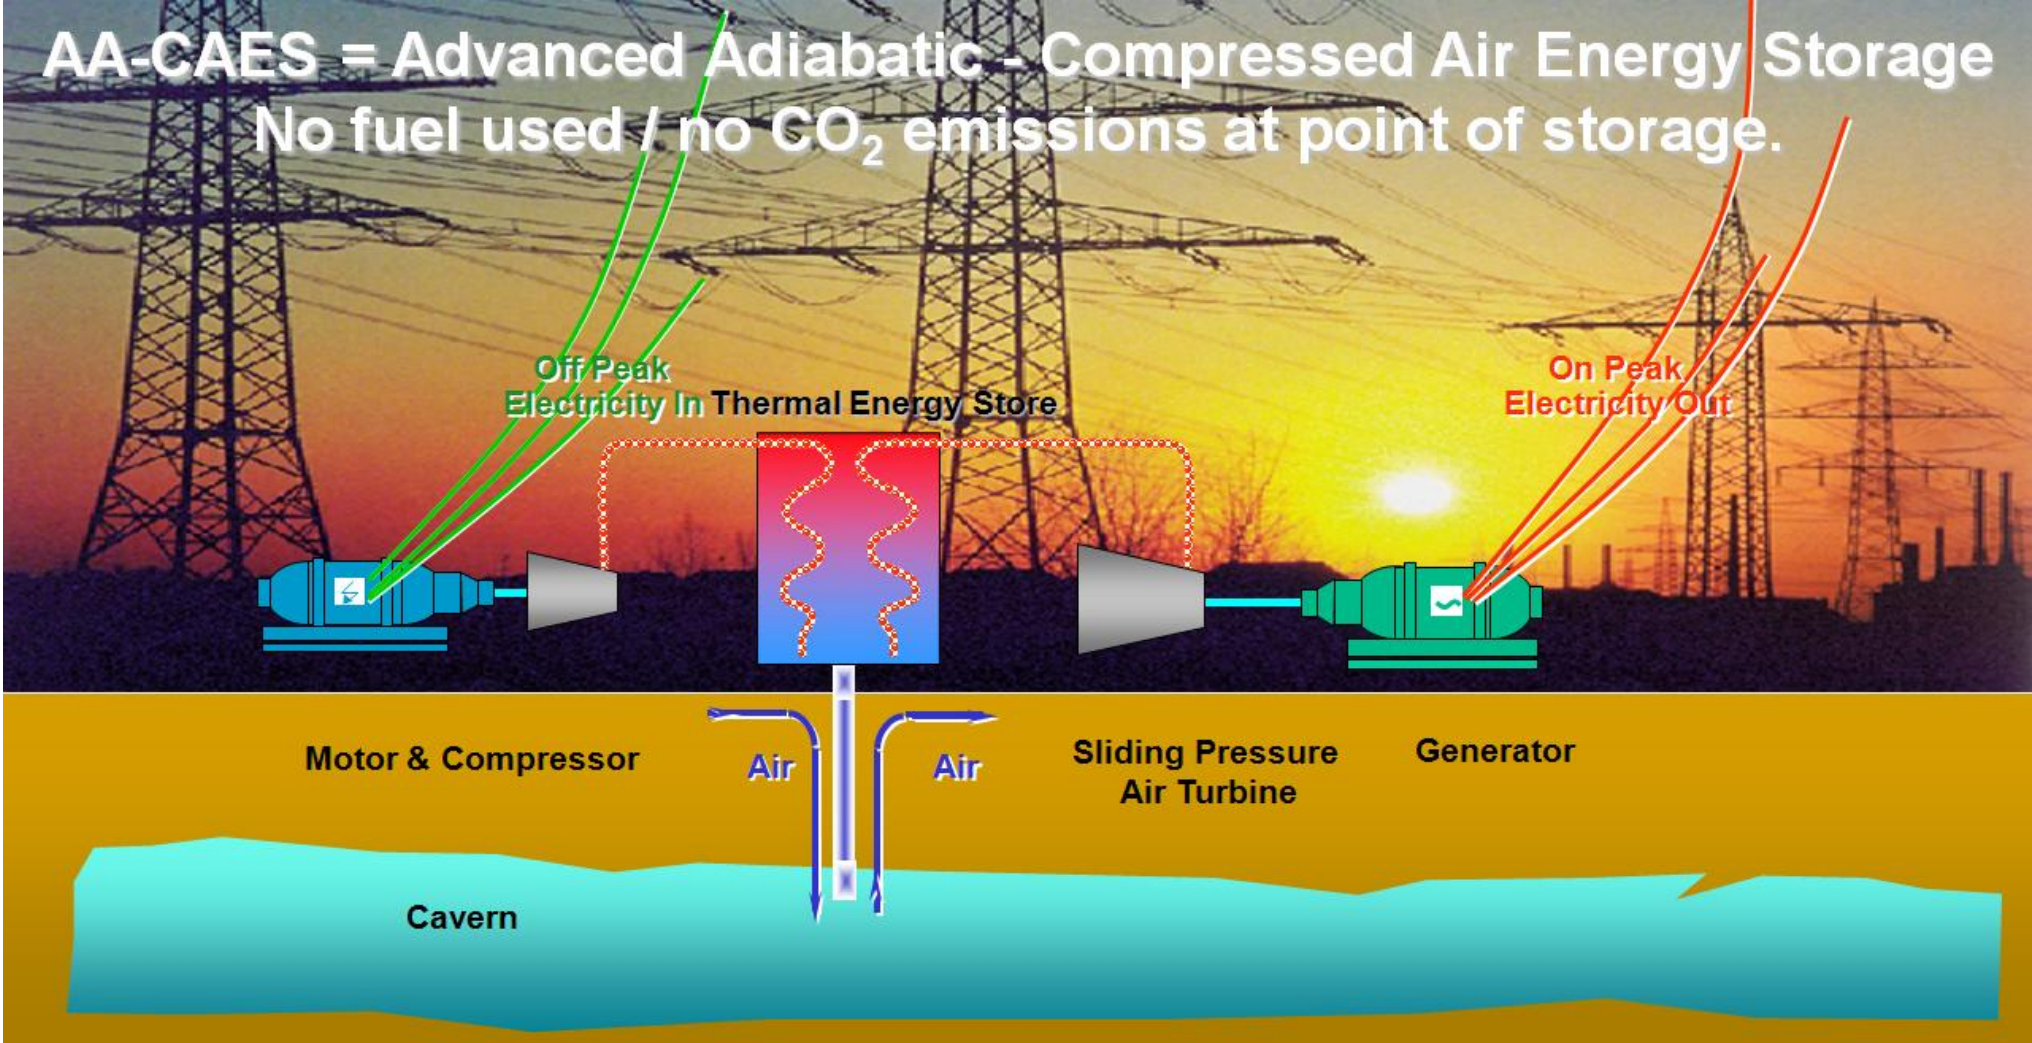 AA-CAES = Advanced Adiabatic - Compressed Air Energy Storage
No fuel used / no CO₂ emissions at point of storage.
Off Peak
Electricity In
Thermal Energy Store
On Peak
Electricity Out
Motor & Compressor
Air
Air
Sliding Pressure
Air Turbine
Generator
Cavern